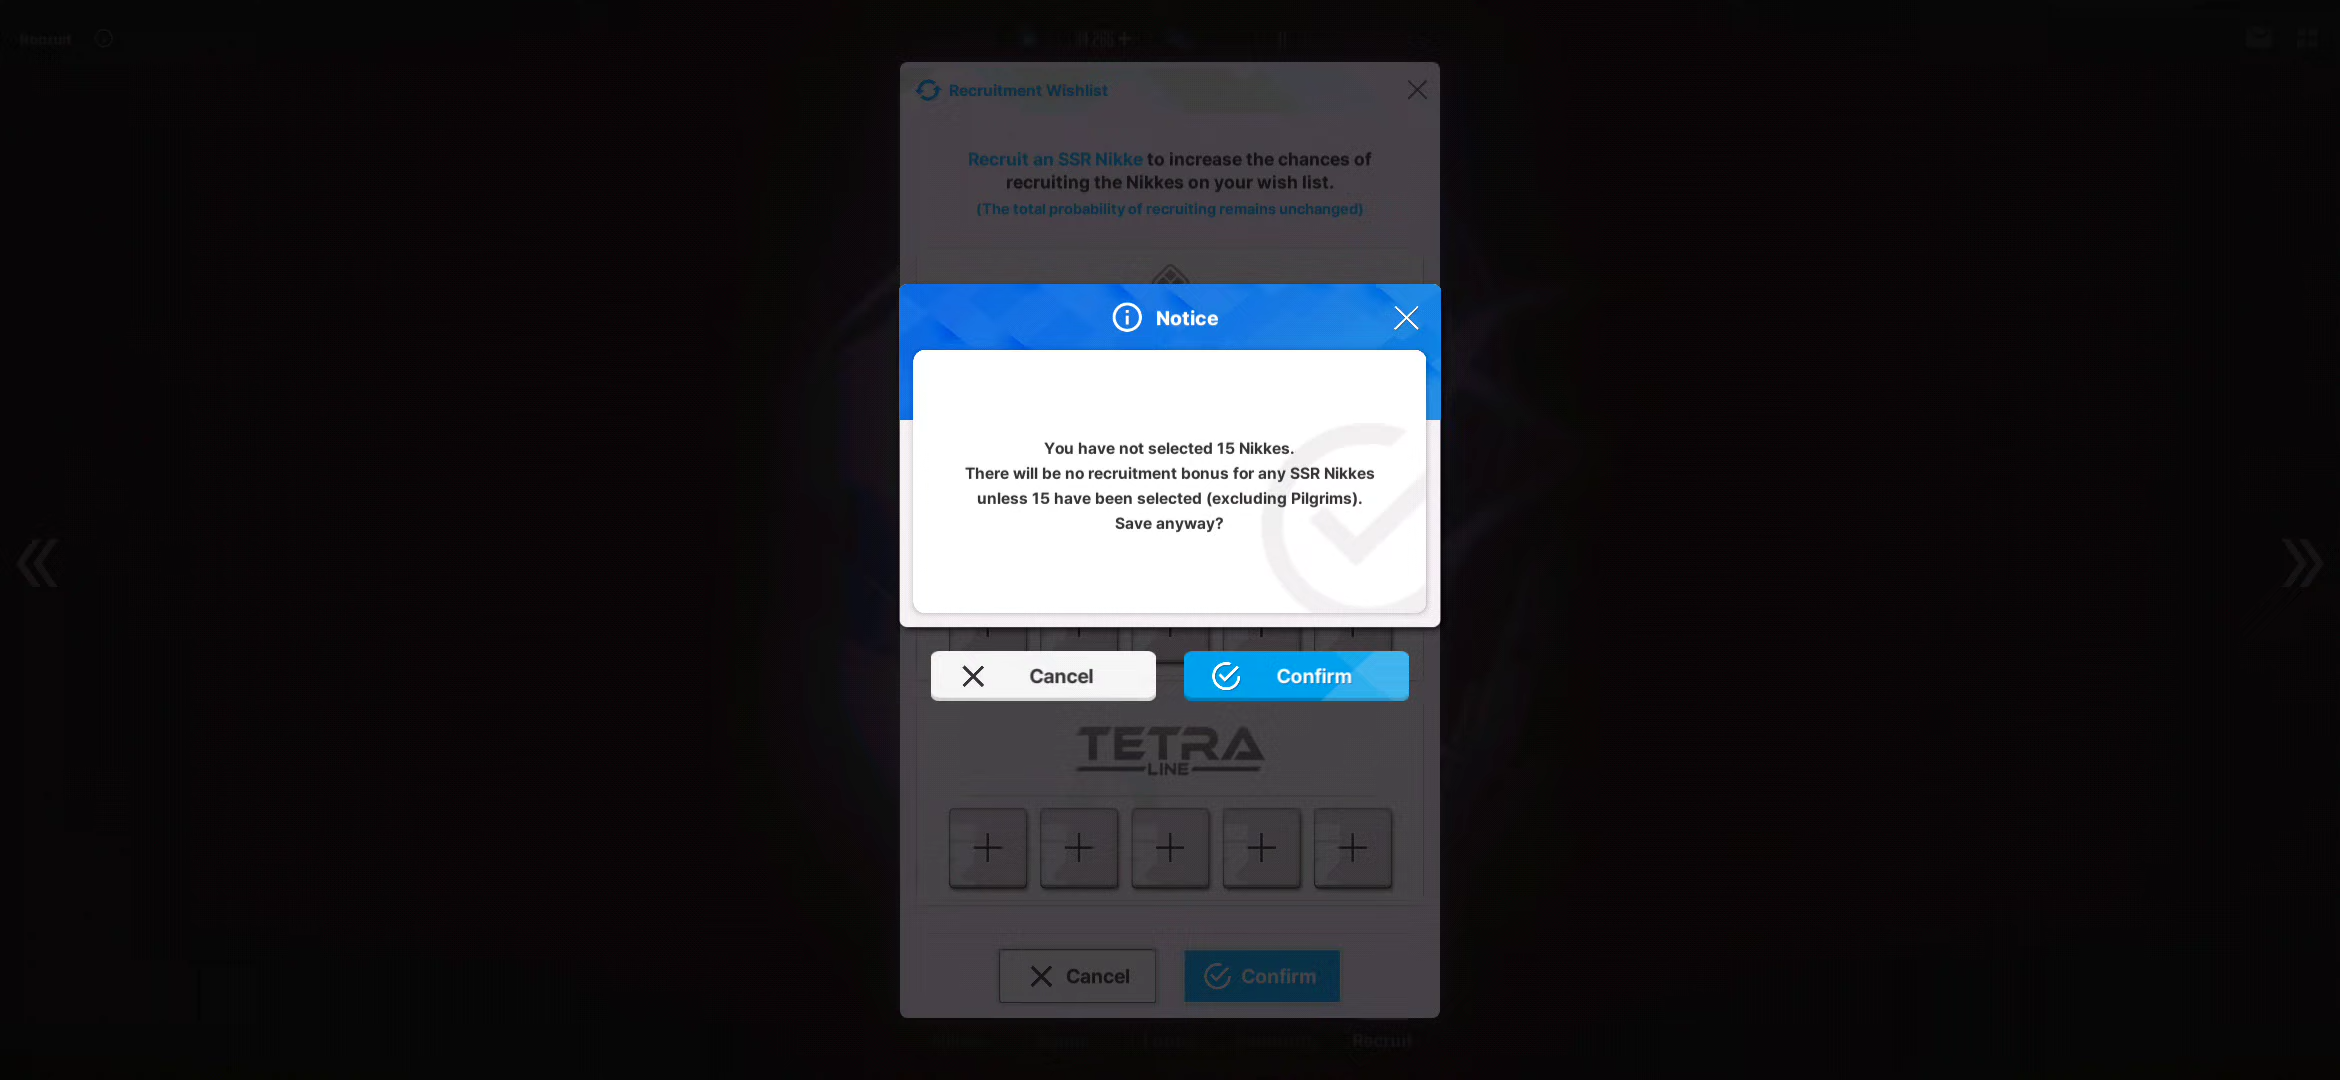 Recruit
Recruitment Wishlist
Recruit an SSR Nikke to increase the chances of
recruiting the Nikkes on your wish list.
(The total probability of recruiting remains unchanged)
Notice
You have not selected 15 Nikkes.
There will be no recruitment bonus for any SSR Nikkes
unless 15 have been selected (excluding Pilgrims).
Save anyway?
Cancel
Confirm
TETRA
LINE
Cancel
Confirm
Recruit